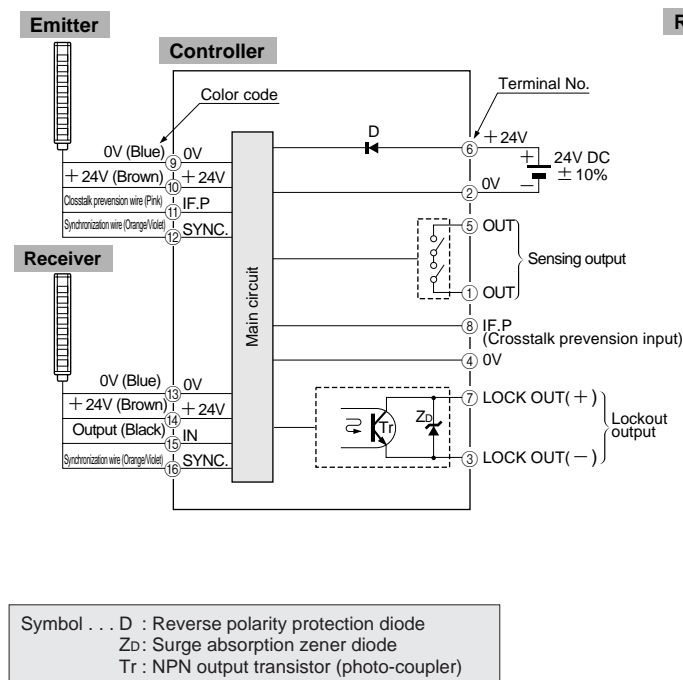 Emitter
R
Controller
Color code
Terminal No.
D
⑥ +24V
0V (Blue) ⑨ 0V
+ 24V DC
+24V (Brown) ⑩ +24V
− ±10%
② 0V
Closstalk prevension wire (Pink) ⑪ IF.P
Synchronization wire (Orange/Violet) ⑫ SYNC.
⑤ OUT
Receiver
Sensing output
① OUT
Main circuit
⑧ IF.P
(Crosstalk prevension input)
④ 0V
0V (Blue) ⑬ 0V
⑦ LOCK OUT(+)
+24V (Brown) ⑭ +24V
Tr
ZD
Lockout
output
Output (Black) ⑮ IN
Synchronization wire (Orange/Violet) ⑯ SYNC.
③ LOCK OUT(−)
Symbol . . . D : Reverse polarity protection diode
ZD: Surge absorption zener diode
Tr : NPN output transistor (photo-coupler)